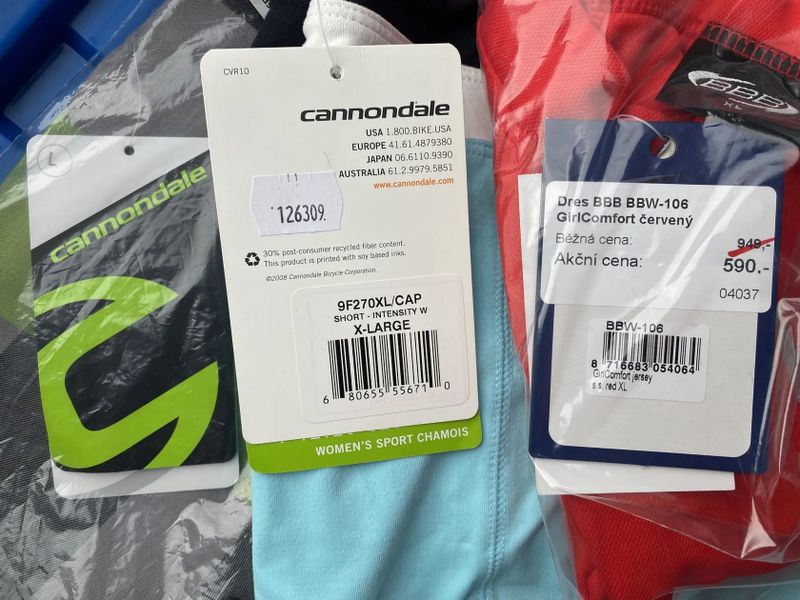 L
cannondale
CVR10
cannondale
USA 1.800.BIKE.USA
EUROPE 41.61.4879380
JAPAN 06.6110.9390
AUSTRALIA 61.2.9979.5851
www.cannondale.com
126309.
30% post-consumer recycled fiber content.
This product is printed with soy based inks.
©2008 Cannondale Bicycle Corporation.
9F270XL/CAP
SHORT - INTENSITY W
X-LARGE
6 80655 55671 0
WOMEN'S SPORT CHAMOIS
BBB
XL
Dres BBB BBW-106
GirlComfort červený
Běžná cena: 949,-
Akční cena: 590.-
04037
BBW-106
8 716683 054064
GirlComfort jersey
s.s. red XL